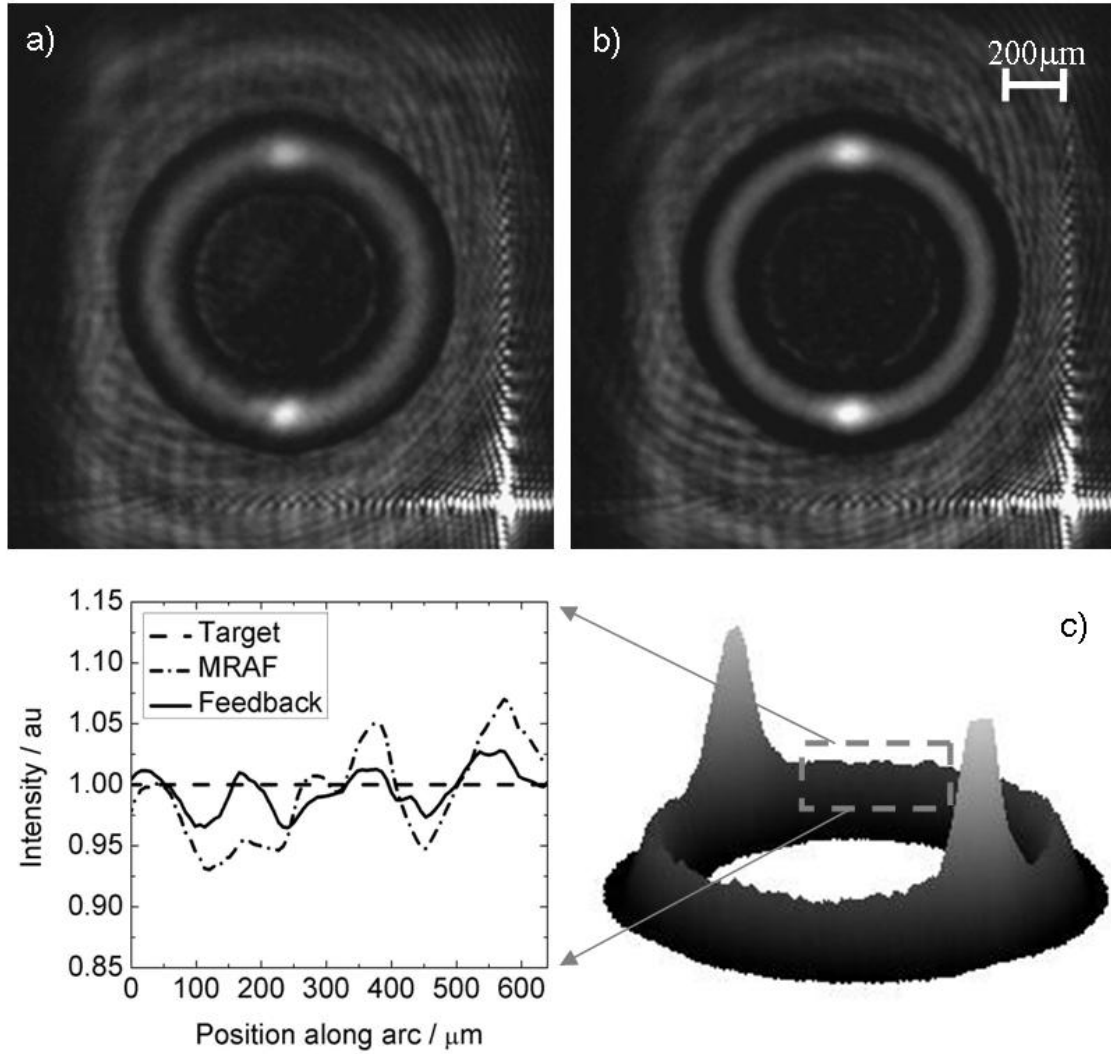 a)
b)
200μm
1.15
1.10
1.05
1.00
0.95
0.90
0.85
Intensity / au
Target
MRAF
Feedback
0 100 200 300 400 500 600
Position along arc / μm
c)